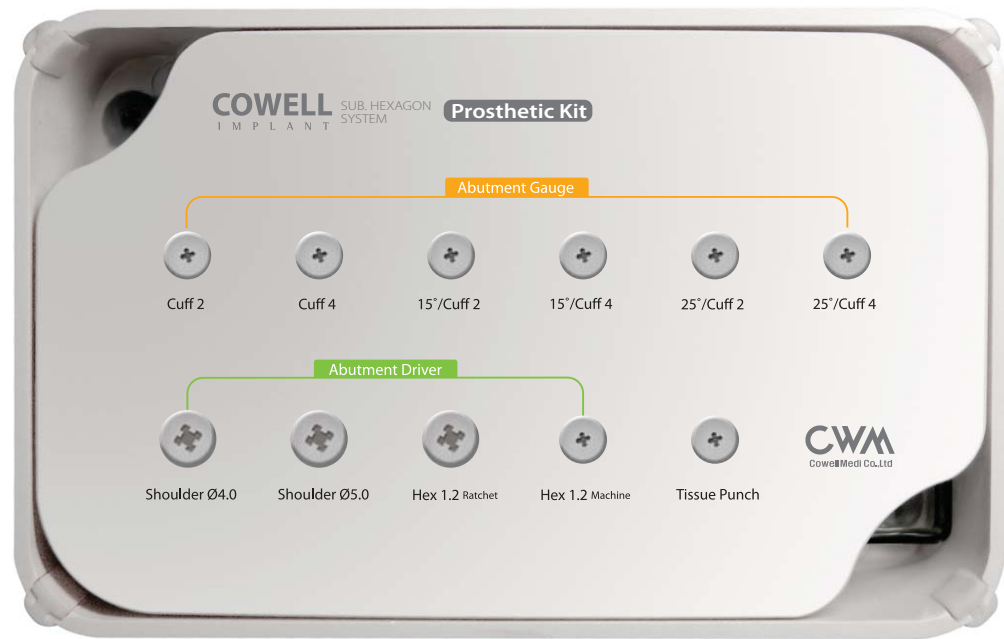 COWELL SUB. HEXAGON Prosthetic Kit
IMPLANT SYSTEM
Abutment Gauge
Cuff 2 Cuff 4 15˚/Cuff 2 15˚/Cuff 4 25˚/Cuff 2 25˚/Cuff 4
Abutment Driver
CWM
CowellMedi Co.,Ltd
Shoulder Ø4.0 Shoulder Ø5.0 Hex 1.2 Ratchet Hex 1.2 Machine Tissue Punch